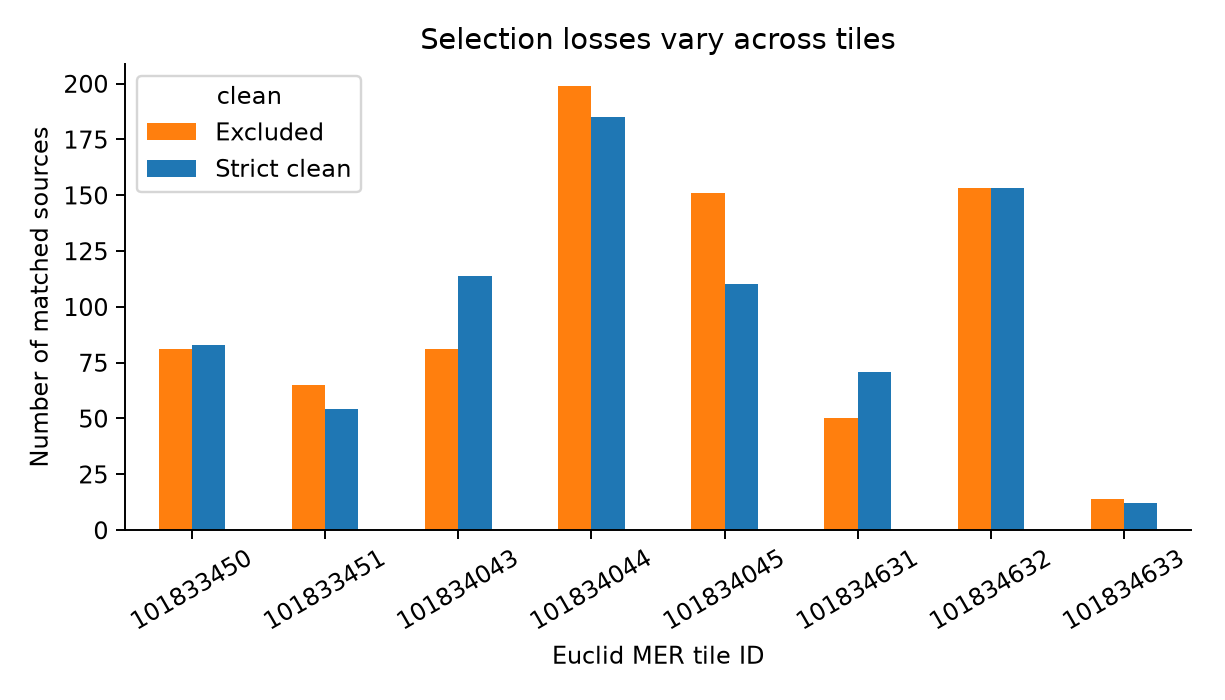 Selection losses vary across tiles
clean
Excluded
Strict clean
Number of matched sources
200
175
150
125
100
75
50
25
0
101833450
101833451
101834043
101834044
101834045
101834631
101834632
101834633
Euclid MER tile ID